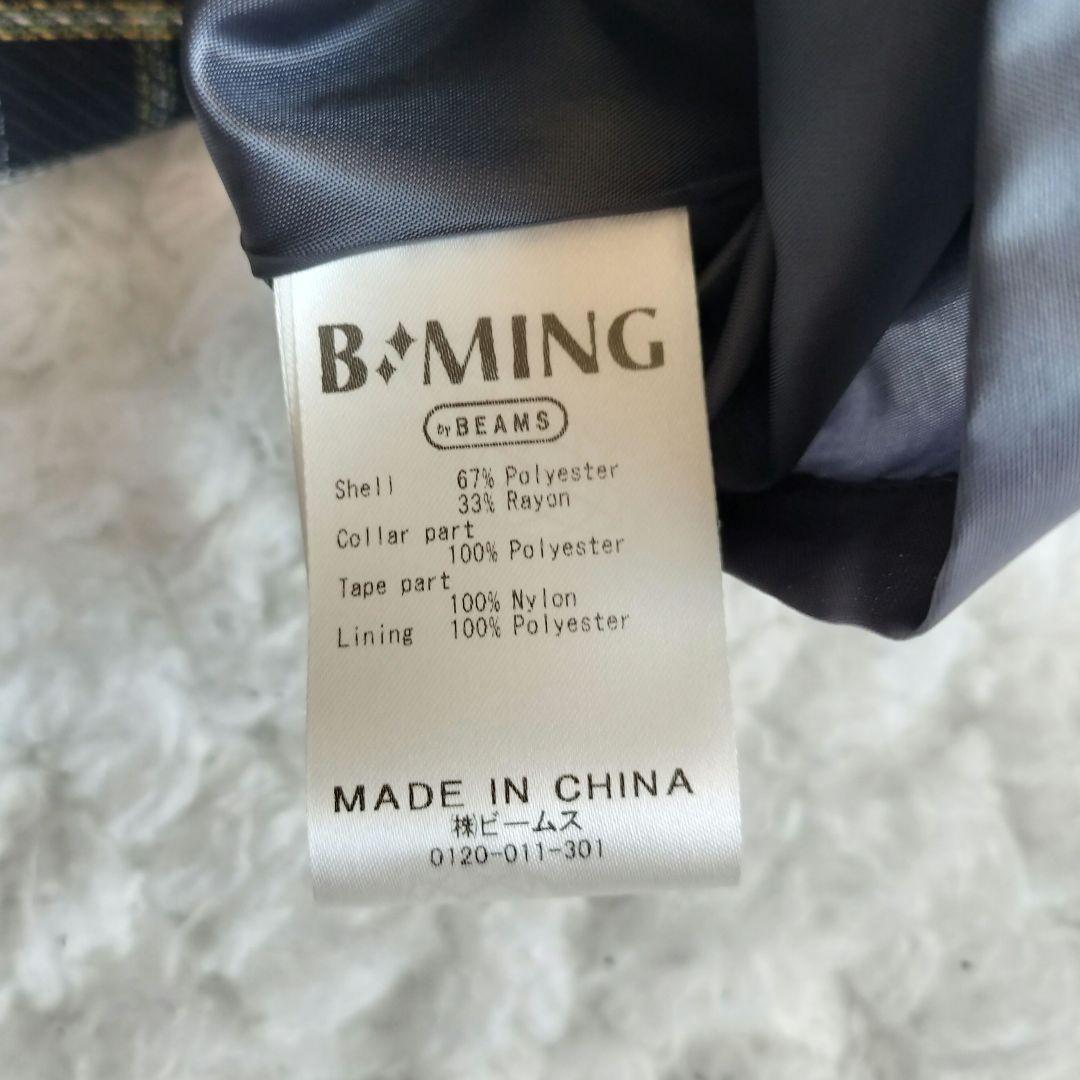 B:MING
by BEAMS
Shell 67% Polyester
33% Rayon
Collar part
100% Polyester
Tape part
100% Nylon
Lining 100% Polyester
MADE IN CHINA
㈱ビームス
0120-011-301